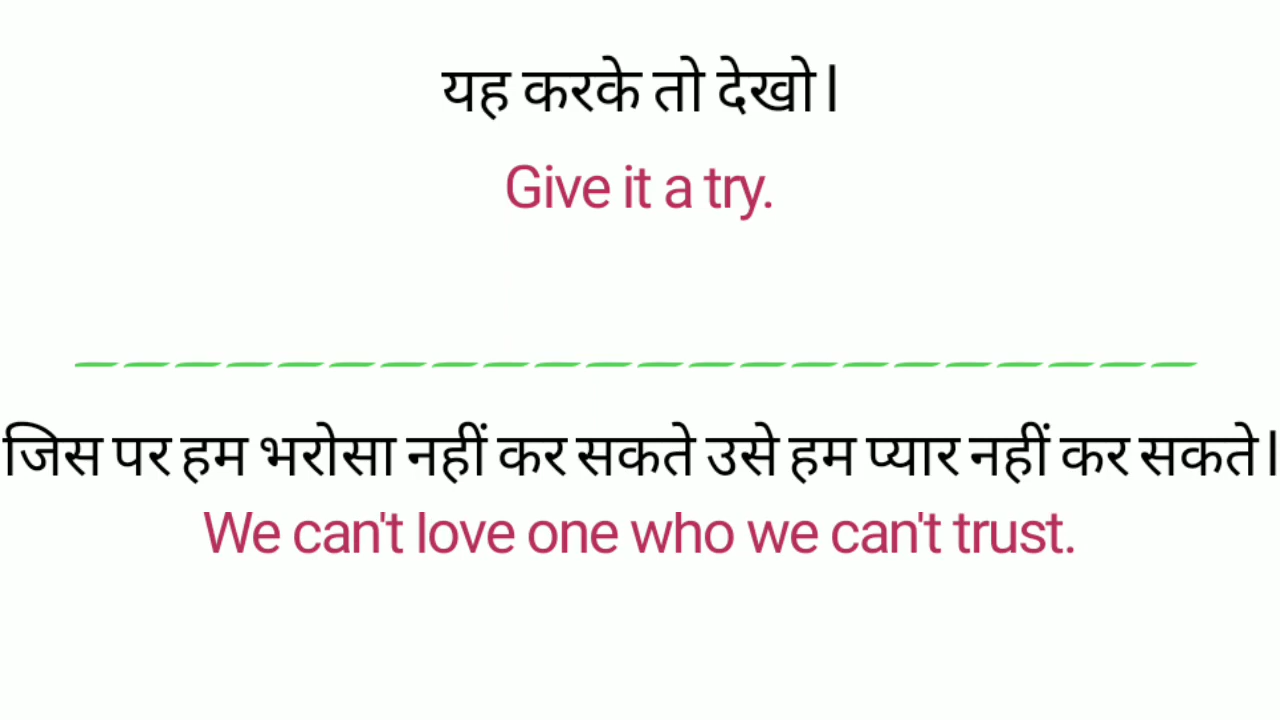 यह करके तो देखो।
Give it a try.
जिस पर हम भरोसा नहीं कर सकते उसे हम प्यार नहीं कर सकते।
We can't love one who we can't trust.